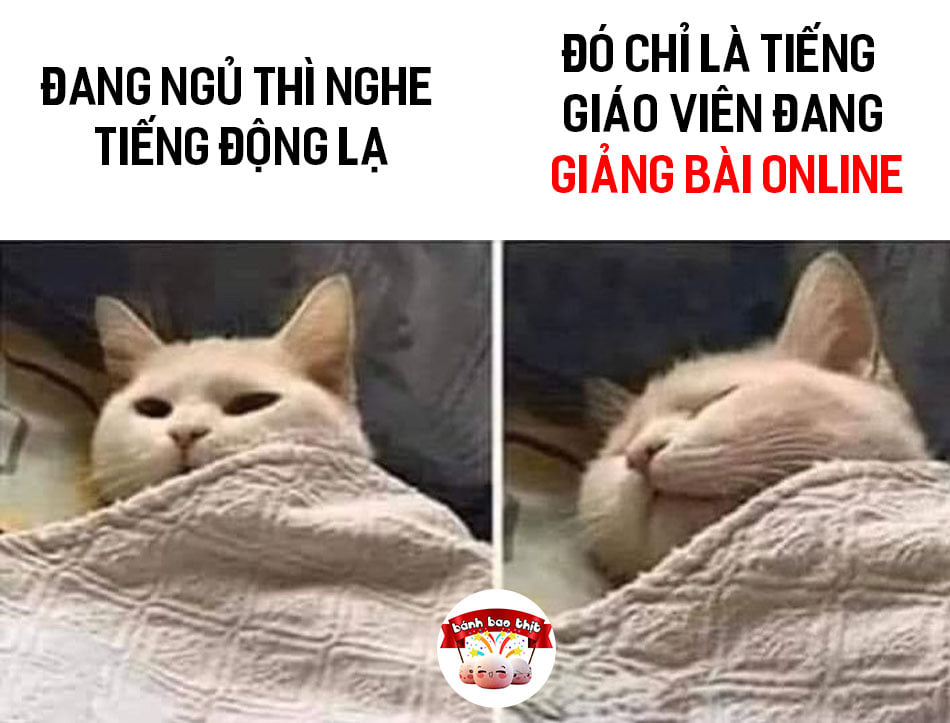 ĐANG NGỦ THÌ NGHE
TIẾNG ĐỘNG LẠ
ĐÓ CHỈ LÀ TIẾNG
GIÁO VIÊN ĐANG
GIẢNG BÀI ONLINE
bánh bao thịt